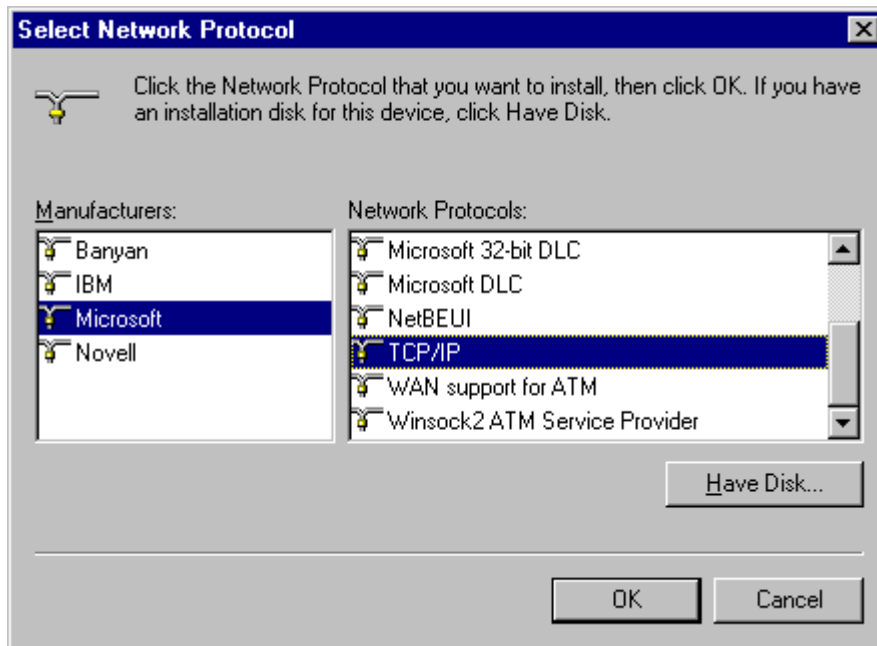 Select Network Protocol
Click the Network Protocol that you want to install, then click OK. If you have
an installation disk for this device, click Have Disk.
Manufacturers:
Banyan
IBM
Microsoft
Novell
Network Protocols:
Microsoft 32-bit DLC
Microsoft DLC
NetBEUI
TCP/IP
WAN support for ATM
Winsock2 ATM Service Provider
Have Disk...
OK
Cancel